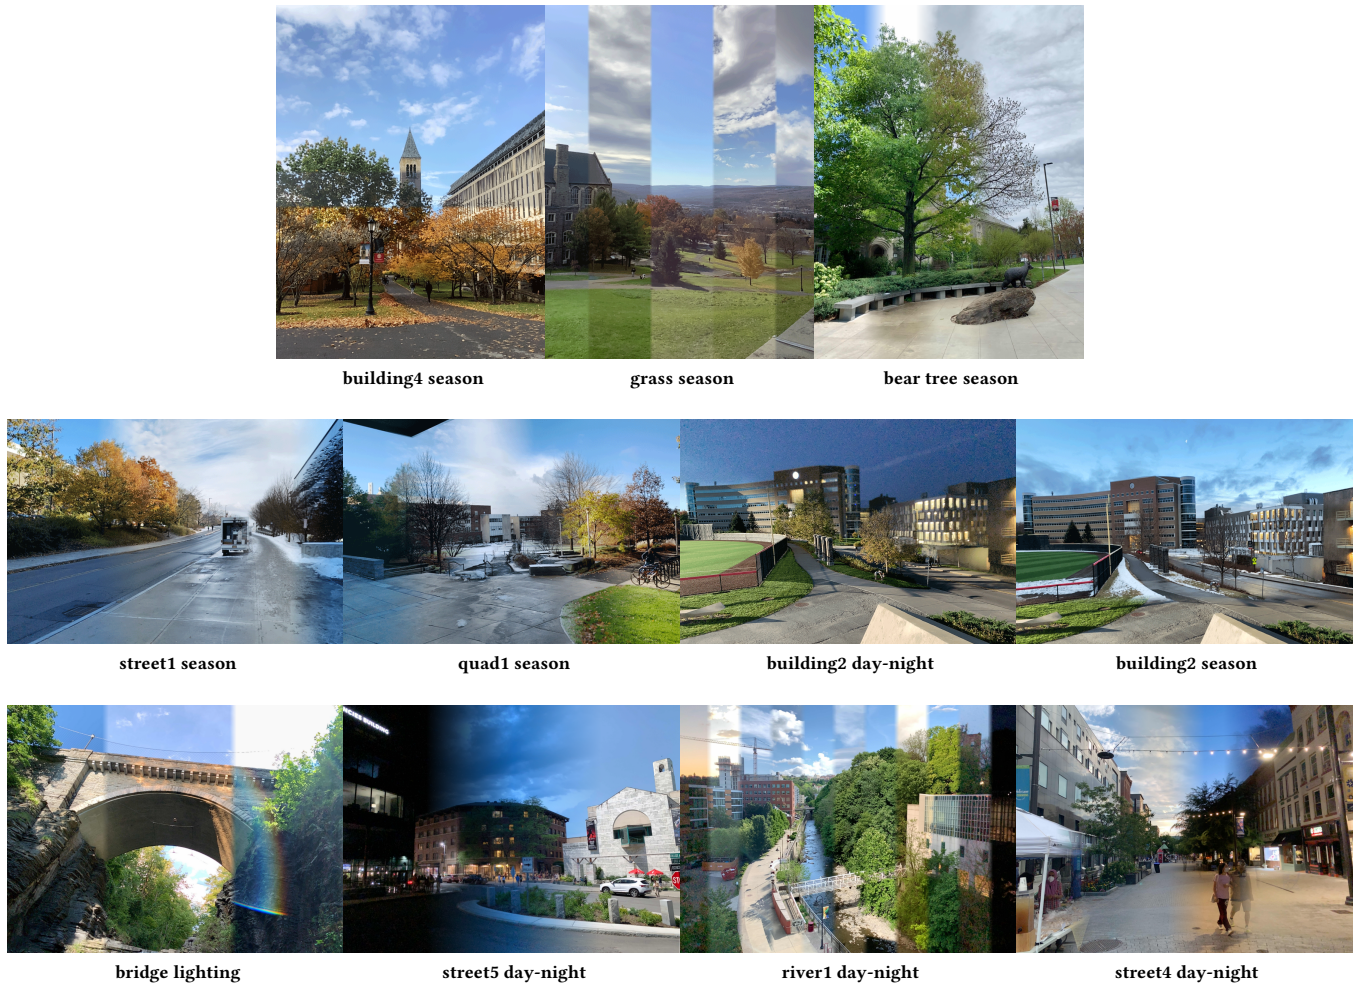 building4 season
grass season
bear tree season
street1 season
quad1 season
building2 day-night
building2 season
bridge lighting
street5 day-night
river1 day-night
street4 day-night